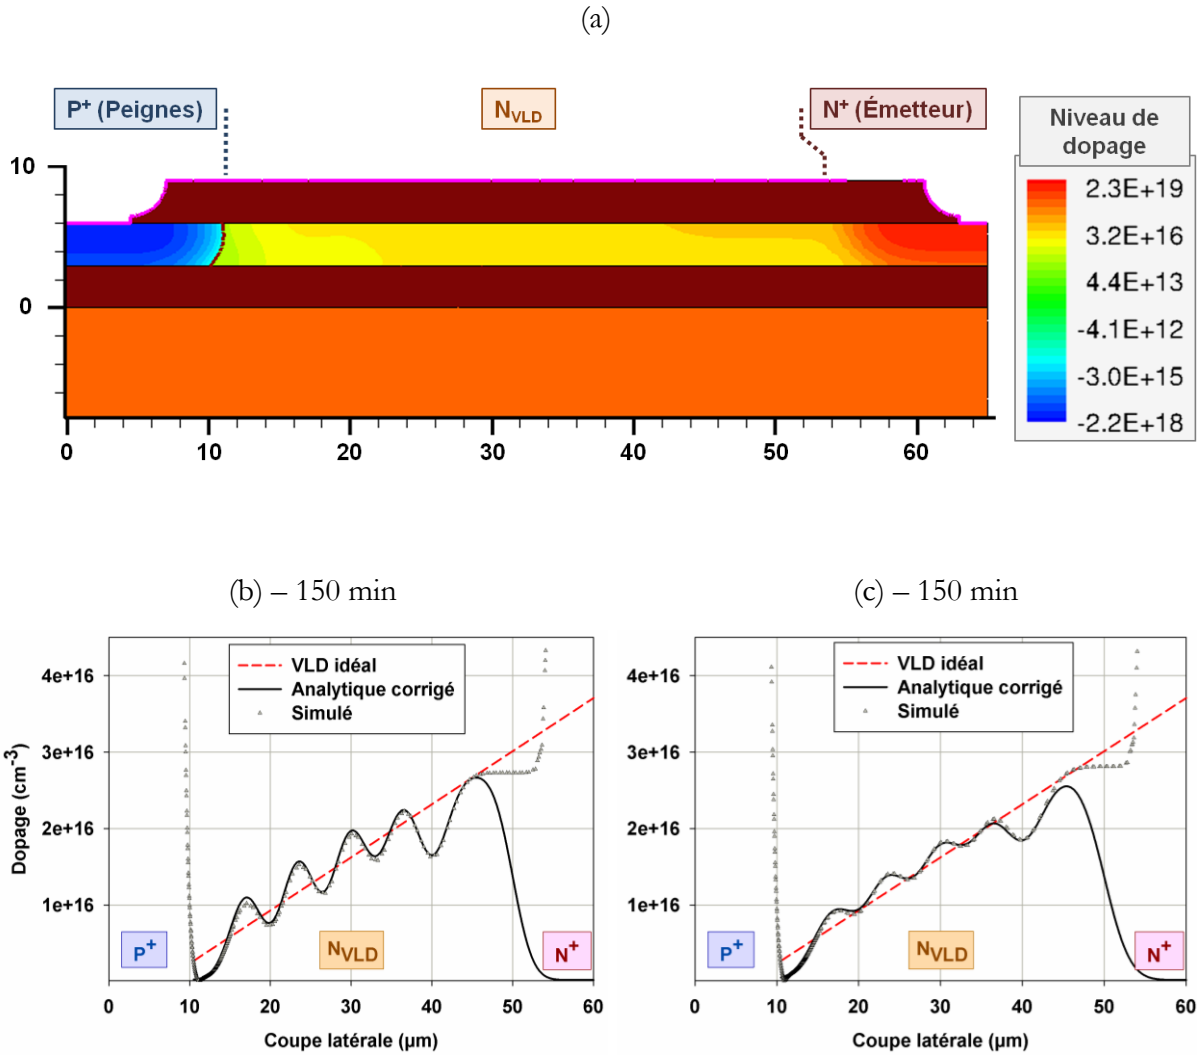 (a)
P+ (Peignes)
NVLD
N+ (Émetteur)
Niveau de
dopage
10
0
2.3E+19
3.2E+16
4.4E+13
-4.1E+12
-3.0E+15
-2.2E+18
0 10 20 30 40 50 60
(b) – 150 min
(c) – 150 min
VLD idéal
Analytique corrigé
Simulé
4e+16
3e+16
2e+16
1e+16
Dopage (cm-3)
P+
NVLD
N+
0 10 20 30 40 50 60
Coupe latérale (µm)
VLD idéal
Analytique corrigé
Simulé
4e+16
3e+16
2e+16
1e+16
P+
NVLD
N+
0 10 20 30 40 50 60
Coupe latérale (µm)